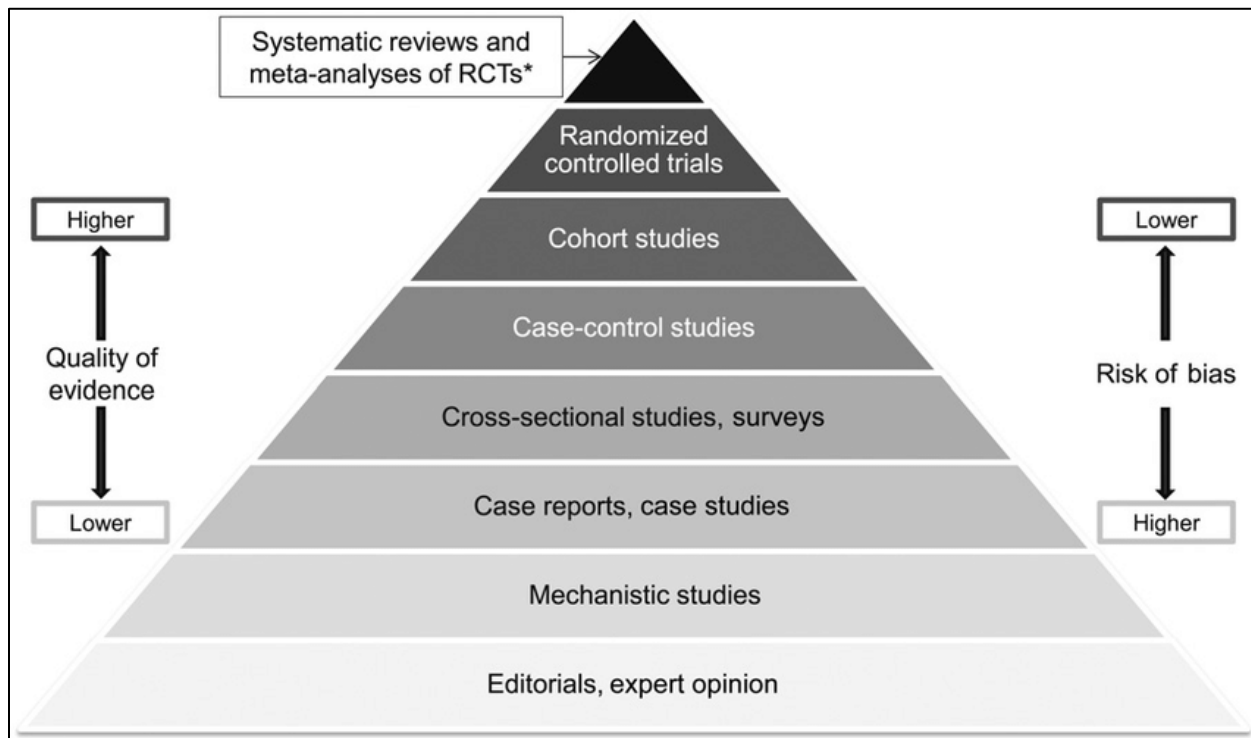 Systematic reviews and
meta-analyses of RCTs*
Randomized
controlled trials
Cohort studies
Case-control studies
Cross-sectional studies, surveys
Case reports, case studies
Mechanistic studies
Editorials, expert opinion
Higher
Quality of
evidence
Lower
Lower
Risk of bias
Higher